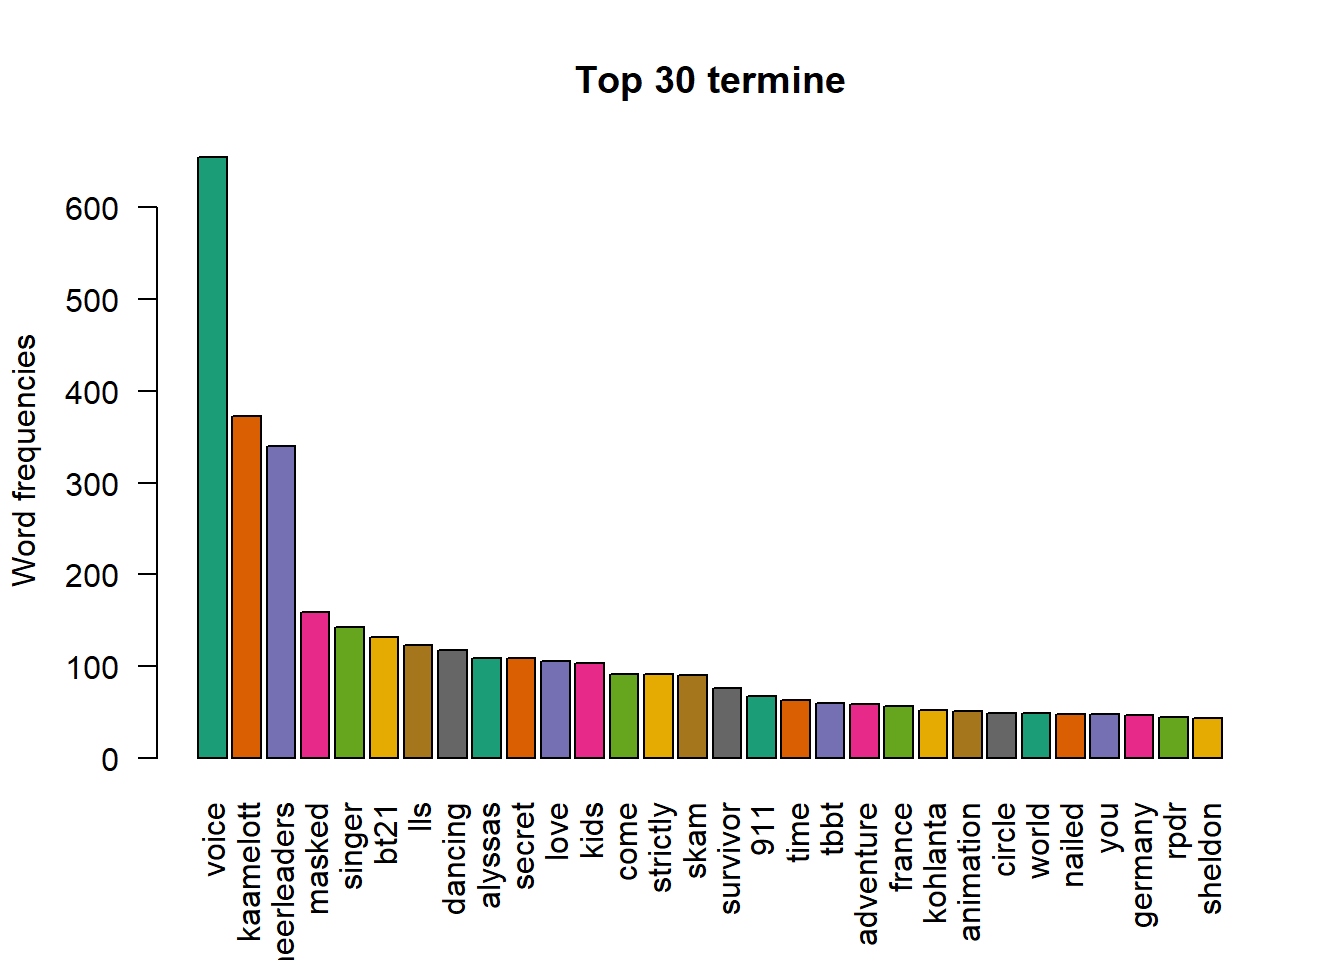 Top 30 termine
Word frequencies
600
500
400
300
200
100
0
voice
kaamelott
heerleaders
masked
singer
bt21
lls
dancing
alyssas
secret
love
kids
come
strictly
skam
survivor
911
time
tbbt
adventure
france
kohlanta
animation
circle
world
nailed
you
germany
rpdr
sheldon